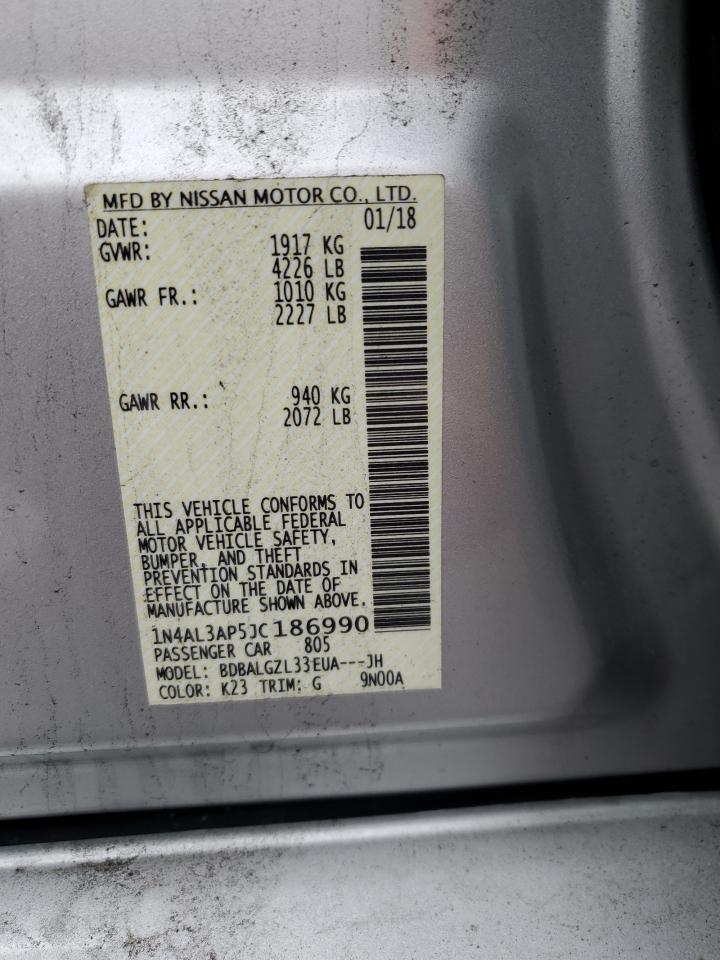 MFD BY NISSAN MOTOR CO., LTD.
DATE: 01/18
GVWR: 1917 KG
4226 LB
GAWR FR.: 1010 KG
2227 LB
GAWR RR.: 940 KG
2072 LB
THIS VEHICLE CONFORMS TO
ALL APPLICABLE FEDERAL
MOTOR VEHICLE SAFETY,
BUMPER, AND THEFT
PREVENTION STANDARDS IN
EFFECT ON THE DATE OF
MANUFACTURE SHOWN ABOVE.
1N4AL3AP5JC186990
PASSENGER CAR 805
MODEL: BDBALGZL33EUA---JH
COLOR: K23 TRIM: G 9N00A